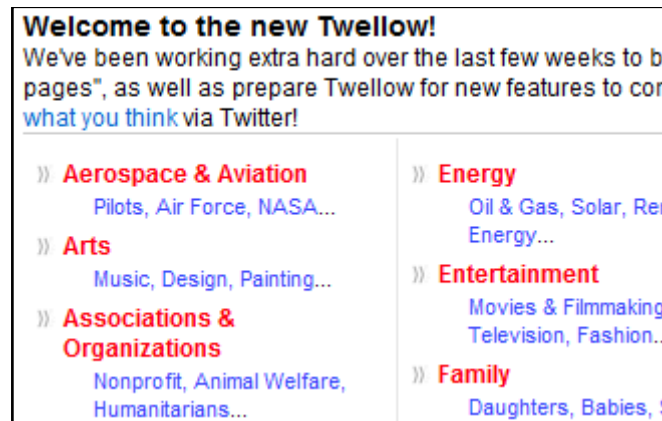 Welcome to the new Twellow!
We've been working extra hard over the last few weeks to
pages", as well as prepare Twellow for new features to
what you think via Twitter!
» Aerospace & Aviation
Pilots, Air Force, NASA...
» Arts
Music, Design, Painting...
» Associations &
Organizations
Nonprofit, Animal Welfare,
Humanitarians...
» Energy
Oil & Gas, Solar,
Energy...
» Entertainment
Movies & Filmmaking
Television, Fashion..
» Family
Daughters, Babies,